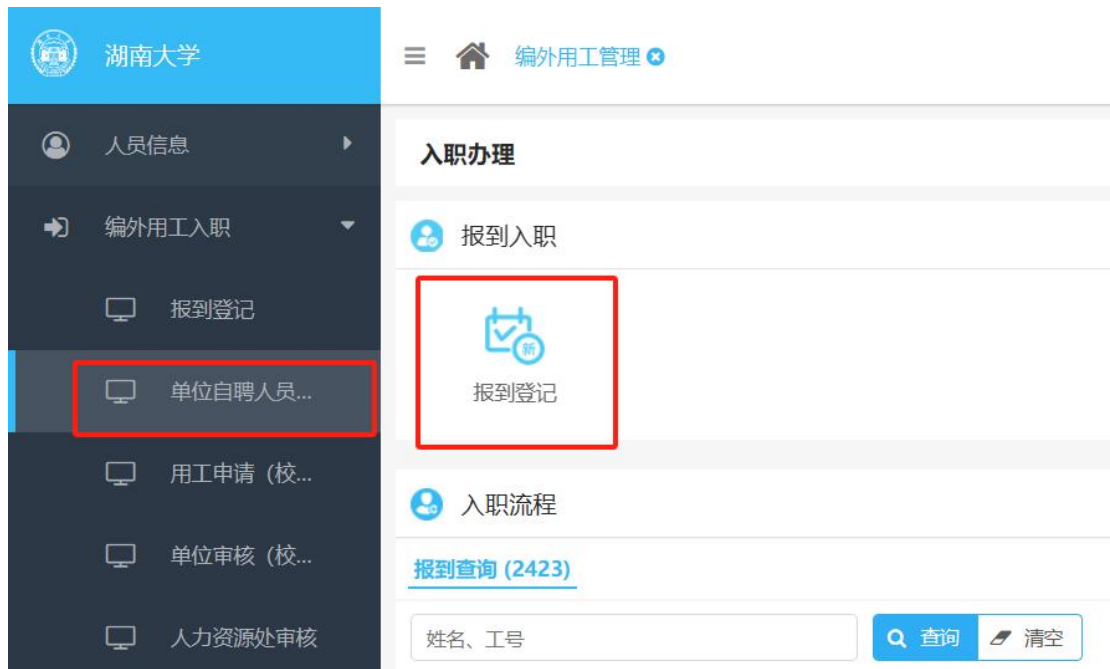 湖南大学
编外用工管理
人员信息
入职办理
编外用工入职
报到入职
报到登记
单位自聘人员...
新
报到登记
用工申请（校...
入职流程
单位审核（校...
报到查询 (2423)
人力资源处审核
姓名、工号
查询
清空